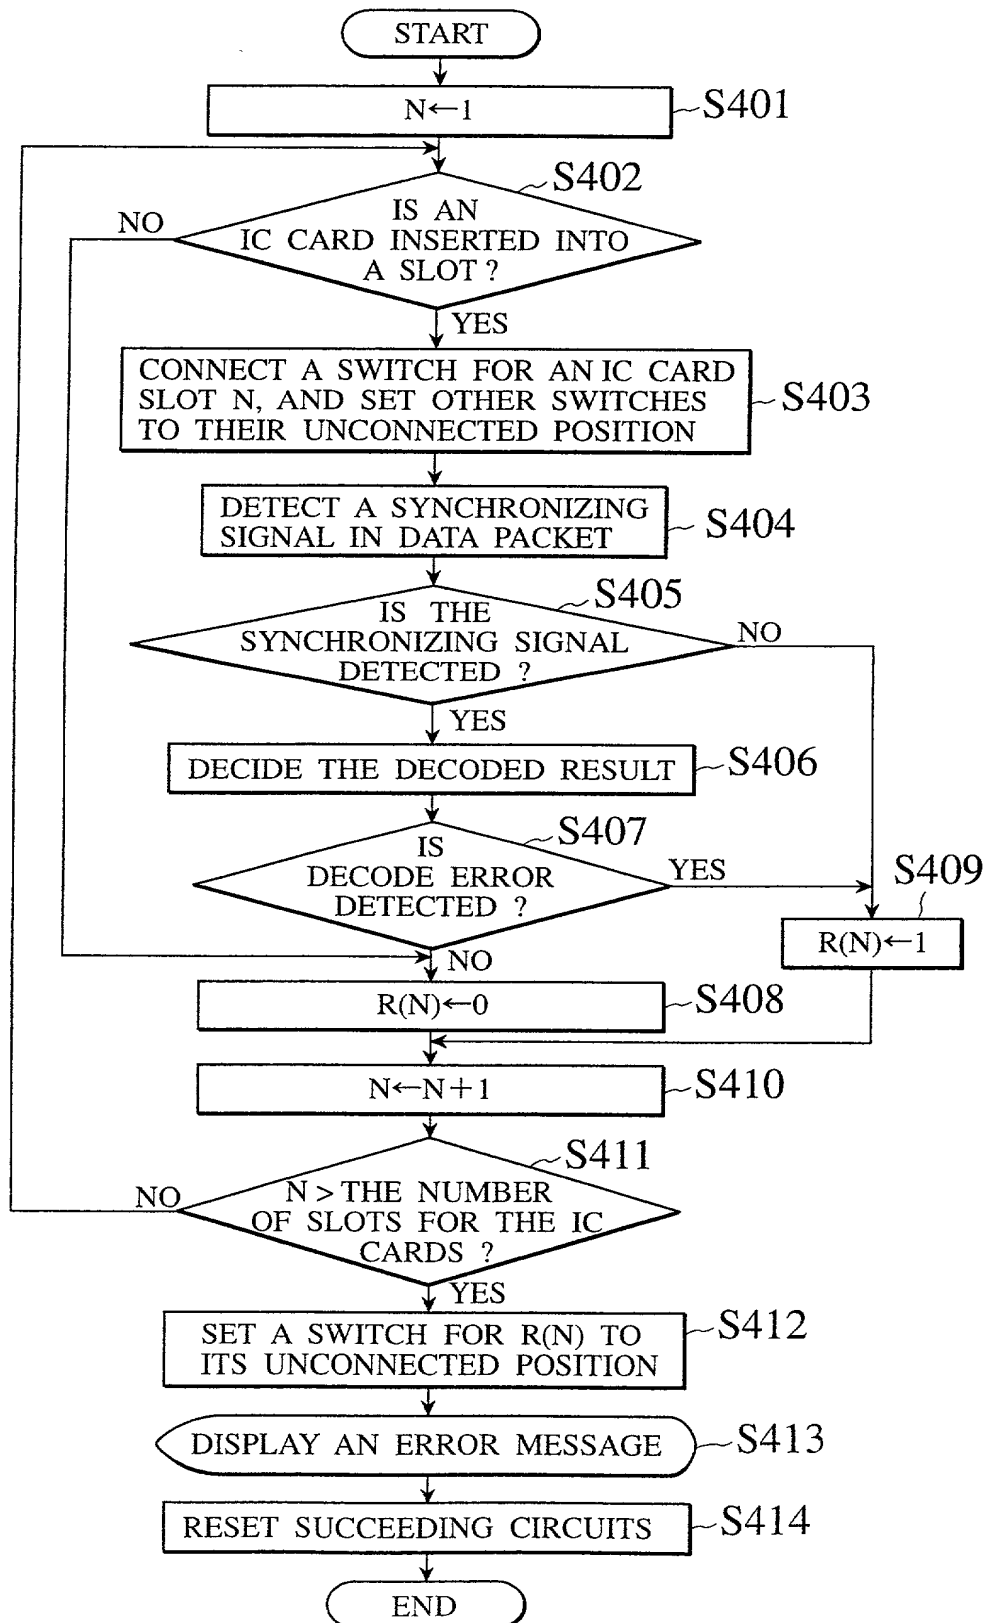 START
N←1
S401
S402
IS AN
IC CARD INSERTED INTO
A SLOT ?
NO
YES
CONNECT A SWITCH FOR AN IC CARD
SLOT N, AND SET OTHER SWITCHES
TO THEIR UNCONNECTED POSITION
S403
DETECT A SYNCHRONIZING
SIGNAL IN DATA PACKET
S404
S405
IS THE
SYNCHRONIZING SIGNAL
DETECTED ?
NO
YES
DECIDE THE DECODED RESULT
S406
S407
IS
DECODE ERROR
DETECTED ?
YES
S409
R(N)←1
NO
R(N)←0
S408
N←N+1
S410
S411
N > THE NUMBER
OF SLOTS FOR THE IC
CARDS ?
NO
YES
SET A SWITCH FOR R(N) TO
ITS UNCONNECTED POSITION
S412
DISPLAY AN ERROR MESSAGE
S413
RESET SUCCEEDING CIRCUITS
S414
END